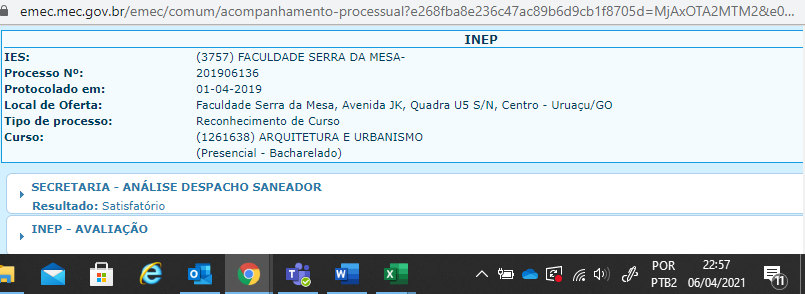 emec.mec.gov.br/emec/comum/acompanhamento-processual?e268fba8e236c47ac89b6d9cb1f8705d=MjAxOTA2MTM2&e0...
INEP
IES: (3757) FACULDADE SERRA DA MESA-
Processo Nº: 201906136
Protocolado em: 01-04-2019
Local de Oferta: Faculdade Serra da Mesa, Avenida JK, Quadra U5 S/N, Centro - Uruaçu/GO
Tipo de processo: Reconhecimento de Curso
Curso: (1261638) ARQUITETURA E URBANISMO
(Presencial - Bacharelado)
SECRETARIA - ANÁLISE DESPACHO SANEADOR
Resultado: Satisfatório
INEP - AVALIAÇÃO
POR 22:57
PTB2 06/04/2021
11